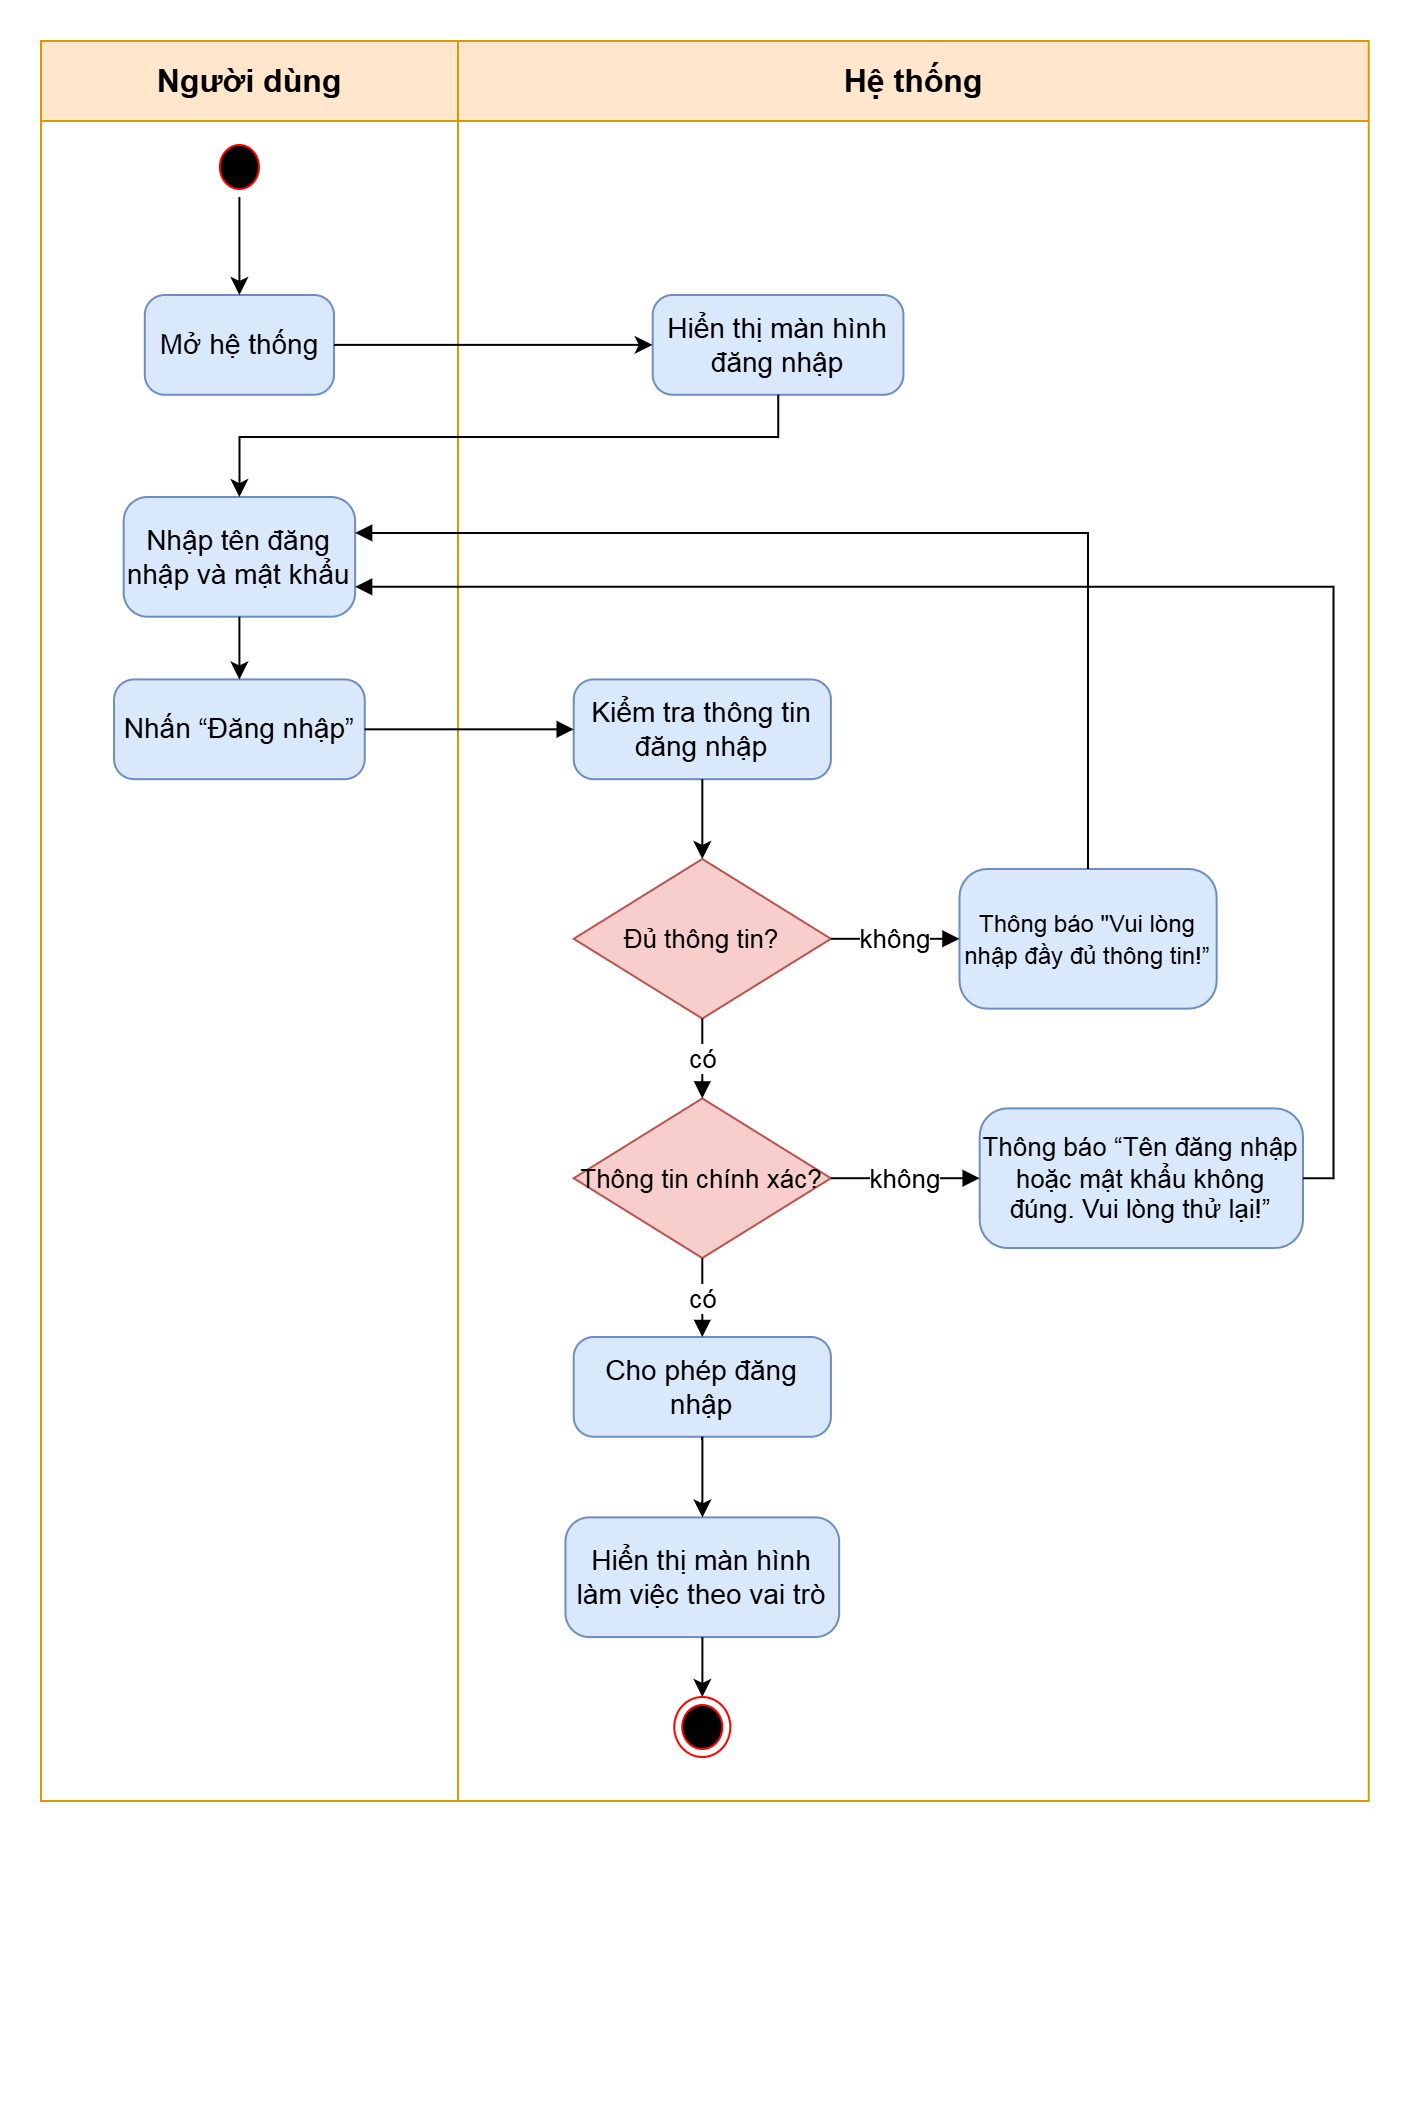 Người dùng
Hệ thống
Mở hệ thống
Hiển thị màn hình
đăng nhập
Nhập tên đăng
nhập và mật khẩu
Nhấn “Đăng nhập”
Kiểm tra thông tin
đăng nhập
Đủ thông tin?
không
Thông báo "Vui lòng
nhập đầy đủ thông tin!”
có
Thông tin chính xác?
không
Thông báo “Tên đăng nhập
hoặc mật khẩu không
đúng. Vui lòng thử lại!”
có
Cho phép đăng
nhập
Hiển thị màn hình
làm việc theo vai trò